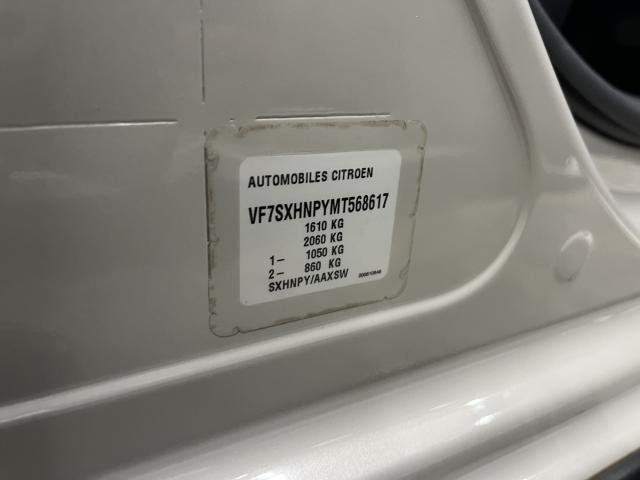 AUTOMOBILES CITROEN
VF7SXHNPYMT568617
1610 KG
2060 KG
1– 1050 KG
2– 860 KG
SXHNPY/AAXSW